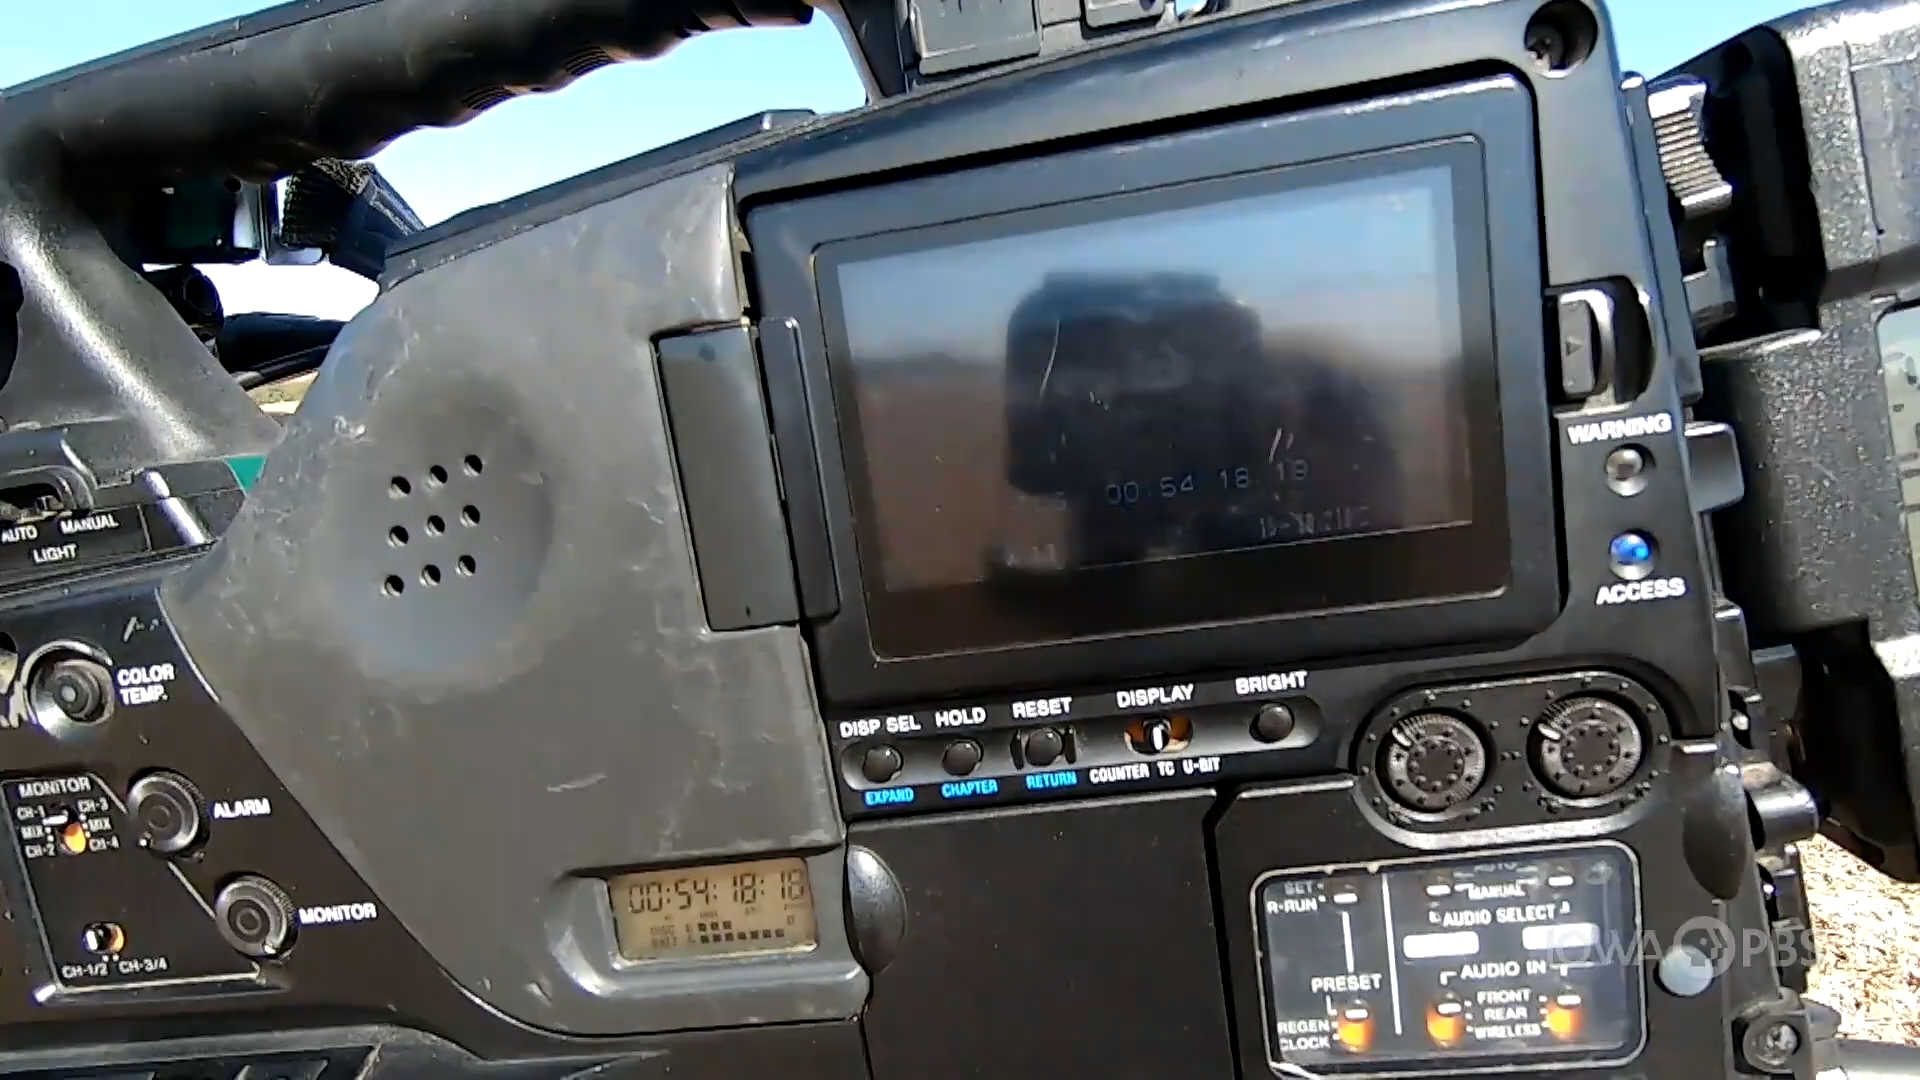 AUTO MANUAL
LIGHT
COLOR
TEMP.
MONITOR
CH-1 CH-3
MIX MIX
CH-2 CH-4
ALARM
MONITOR
CH-1/2 CH-3/4
00:54
WARNING
ACCESS
DISP SEL HOLD RESET DISPLAY BRIGHT
EXPAND CHAPTER RETURN COUNTER TC U-BIT
00:54:18:18
SET
R-RUN
PRESET
REGEN
CLOCK
MANUAL
AUDIO SELECT
AUDIO IN
FRONT
REAR
WIRELESS
IOWA PBS